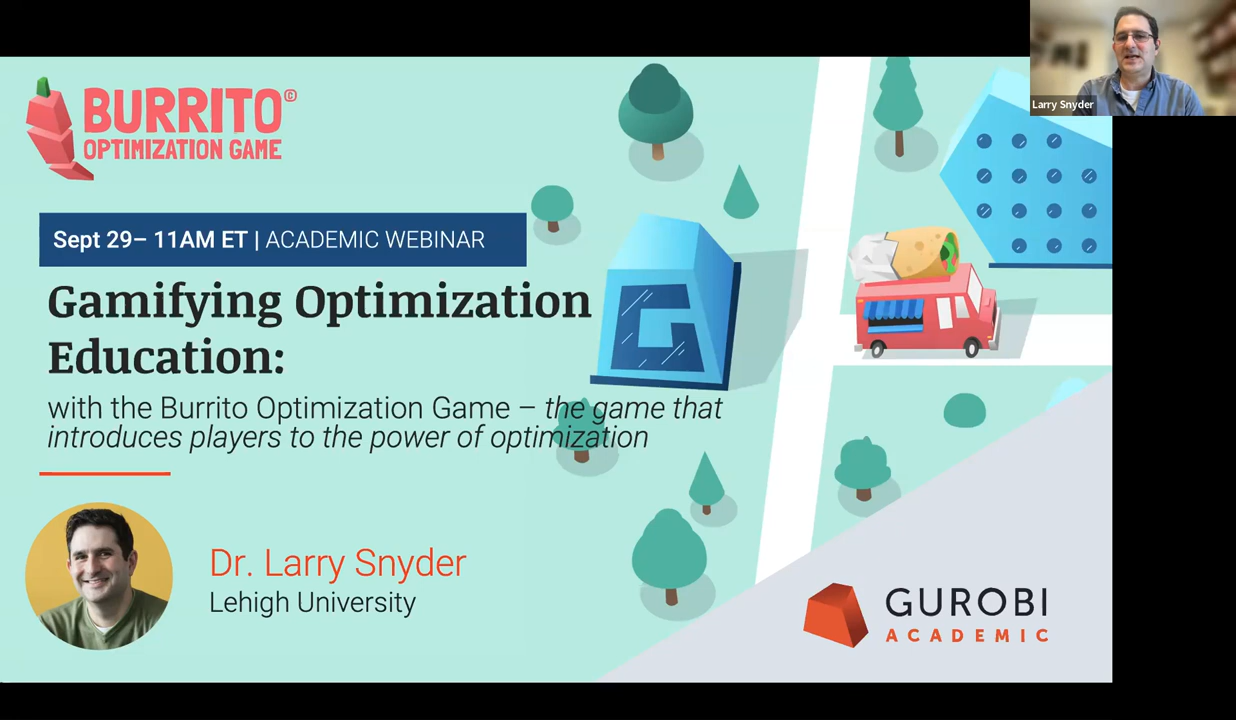 Larry Snyder
BURRITO©
OPTIMIZATION GAME
Sept 29– 11AM ET | ACADEMIC WEBINAR
Gamifying Optimization
Education:
with the Burrito Optimization Game – the game that
introduces players to the power of optimization
Dr. Larry Snyder
Lehigh University
G
GUROBI
ACADEMIC